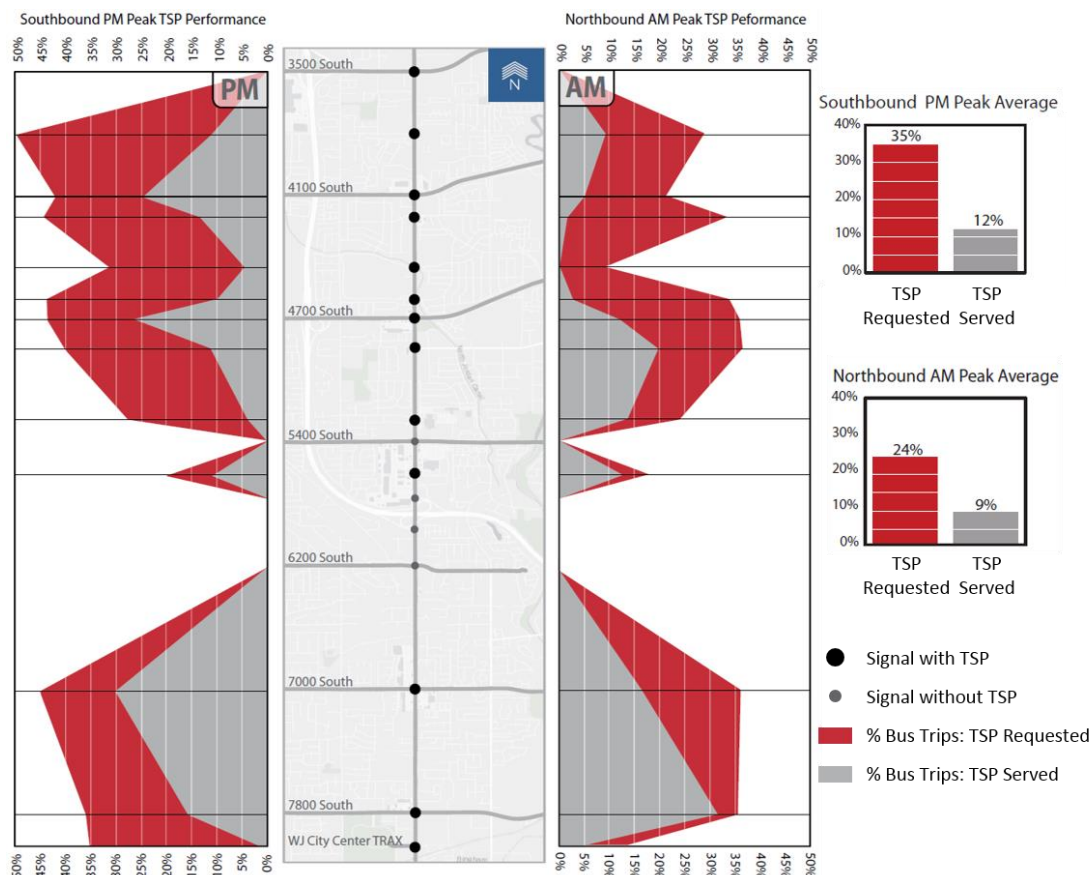 Southbound PM Peak TSP Performance
50%
45%
40%
35%
30%
25%
20%
15%
10%
5%
0%
PM
50%
45%
40%
35%
30%
25%
20%
15%
10%
5%
0%
N
3500 South
4100 South
4700 South
5400 South
6200 South
7000 South
7800 South
WJ City Center TRAX
Northbound AM Peak TSP Peformance
0%
5%
10%
15%
20%
25%
30%
35%
40%
45%
50%
AM
0%
5%
10%
15%
20%
25%
30%
35%
40%
45%
50%
Southbound PM Peak Average
40%
30%
20%
10%
0%
35%
12%
TSP TSP
Requested Served
Northbound AM Peak Average
40%
30%
20%
10%
0%
24%
9%
TSP TSP
Requested Served
Signal with TSP
Signal without TSP
% Bus Trips: TSP Requested
% Bus Trips: TSP Served